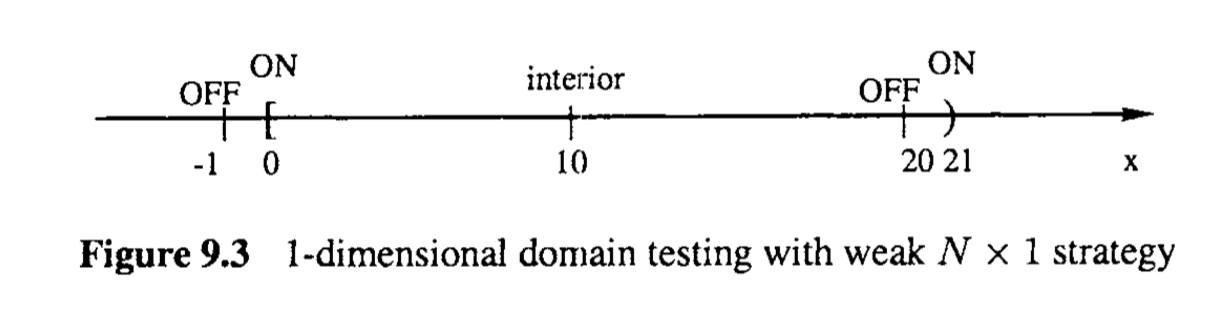 ON
OFF
interior
ON
OFF
-1 0 10 20 21 x
Figure 9.3 1-dimensional domain testing with weak N × 1 strategy